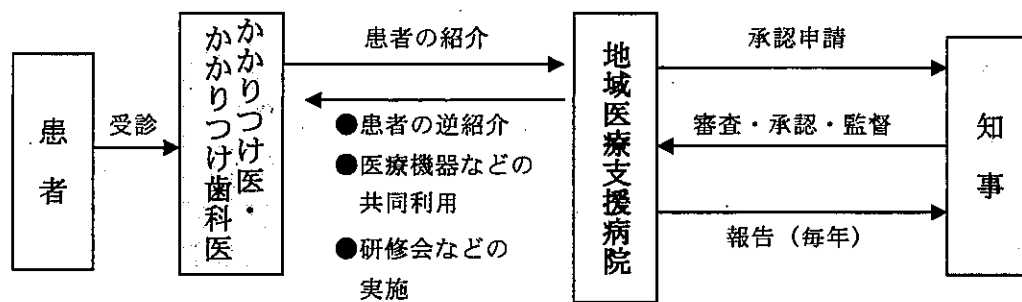 患者
受診
かかりつけ医・
かかりつけ歯科医
患者の紹介
●患者の逆紹介
●医療機器などの
共同利用
●研修会などの
実施
地域医療支援病院
承認申請
審査・承認・監督
報告（毎年）
知事